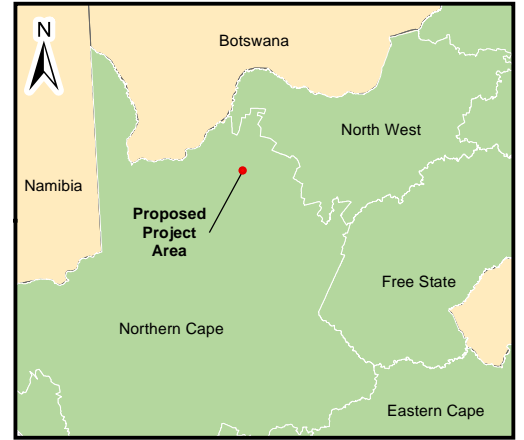 N
Botswana
North West
Namibia
Proposed
Project
Area
Free State
Northern Cape
Eastern Cape